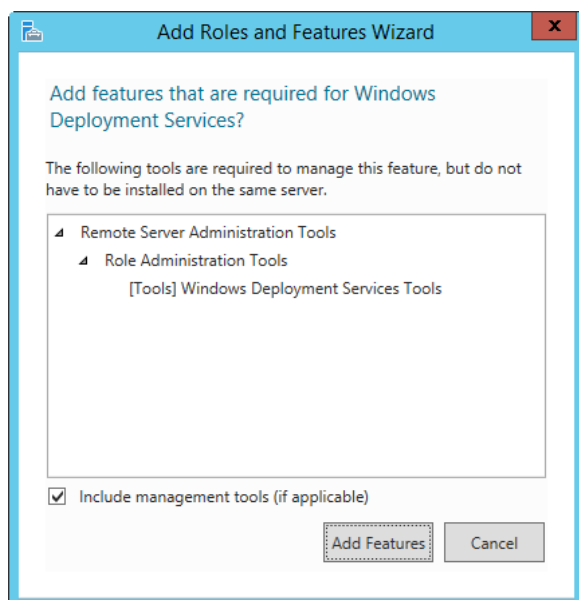 Add Roles and Features Wizard
x
Add features that are required for Windows
Deployment Services?
The following tools are required to manage this feature, but do not
have to be installed on the same server.
Remote Server Administration Tools
Role Administration Tools
[Tools] Windows Deployment Services Tools
Include management tools (if applicable)
Add Features
Cancel